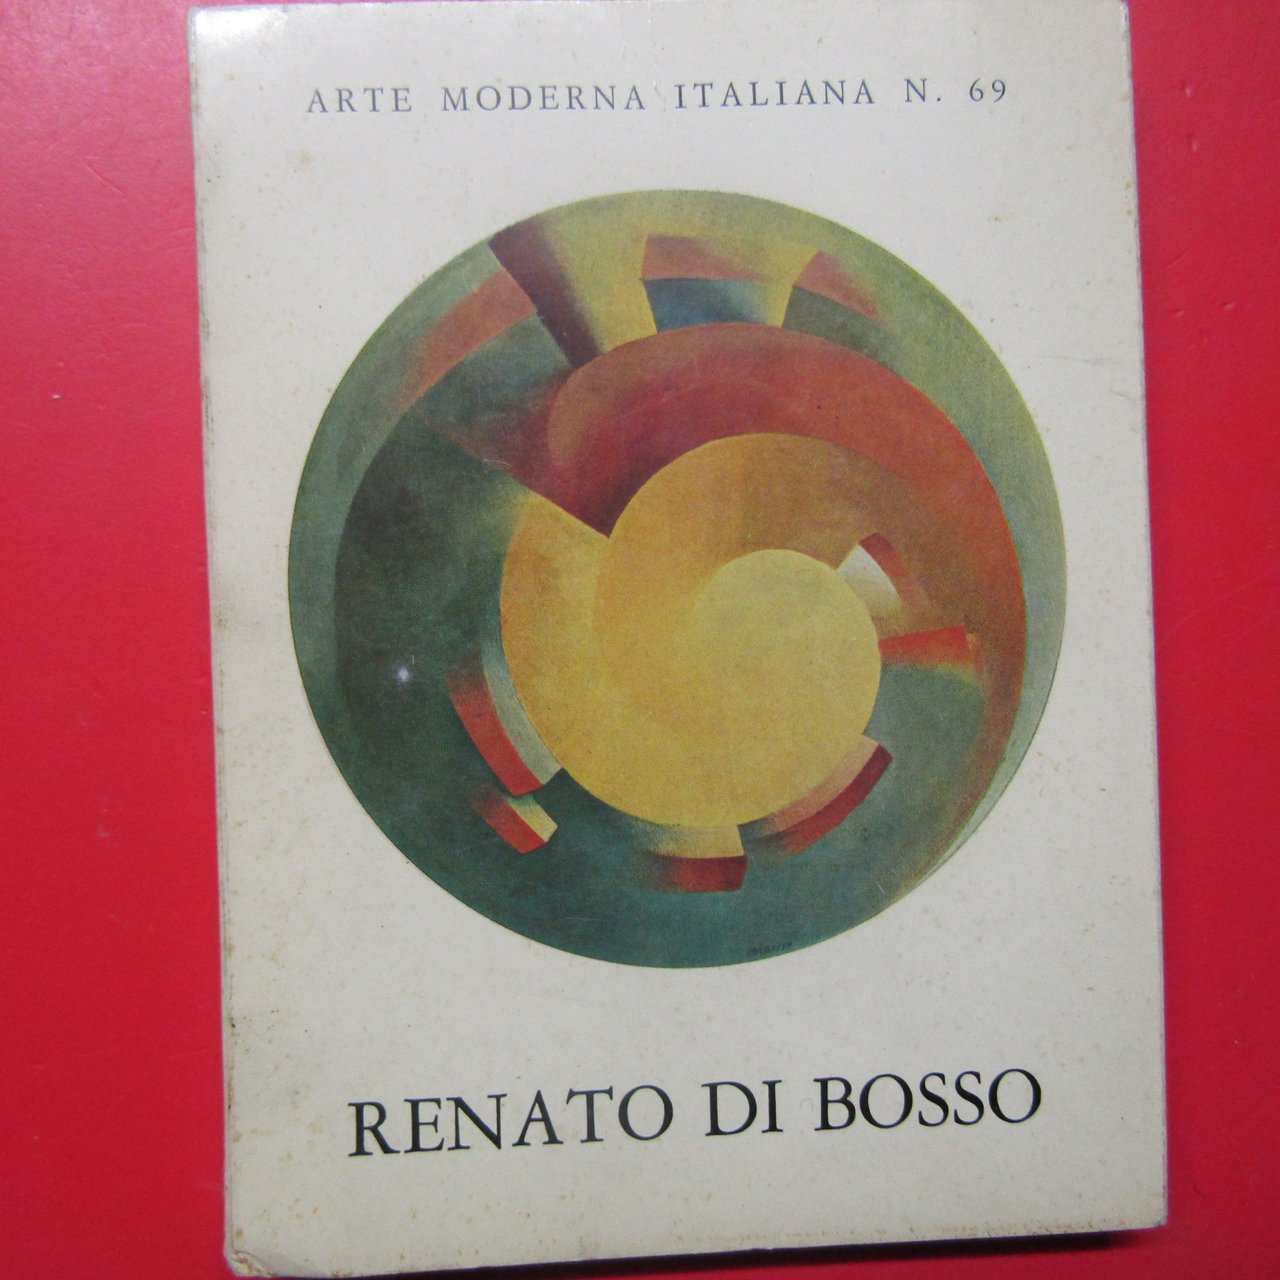 ARTE MODERNA ITALIANA N. 69
RENATO DI BOSSO